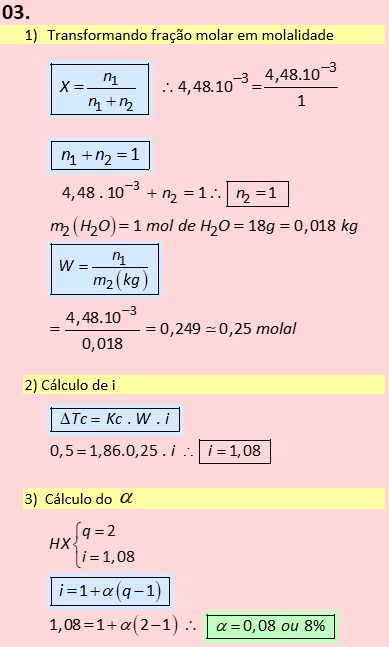 03.
1) Transformando fração molar em molalidade
X = n₁/(n₁ + n₂) ∴ 4,48.10⁻³ = 4,48.10⁻³/1
n₁ + n₂ = 1
4,48 . 10⁻³ + n₂ = 1 ∴ n₂ = 1
m₂(H₂O) = 1 mol de H₂O = 18g = 0,018 kg
W = n₁/m₂(kg)
= 4,48.10⁻³/0,018 = 0,249 ≃ 0,25 molal
2) Cálculo de i
ΔTc = Kc . W . i
0,5 = 1,86.0,25 . i ∴ i = 1,08
3) Cálculo do α
HX { q = 2
i = 1,08
i = 1 + α(q – 1)
1,08 = 1 + α(2 – 1) ∴ α = 0,08 ou 8%